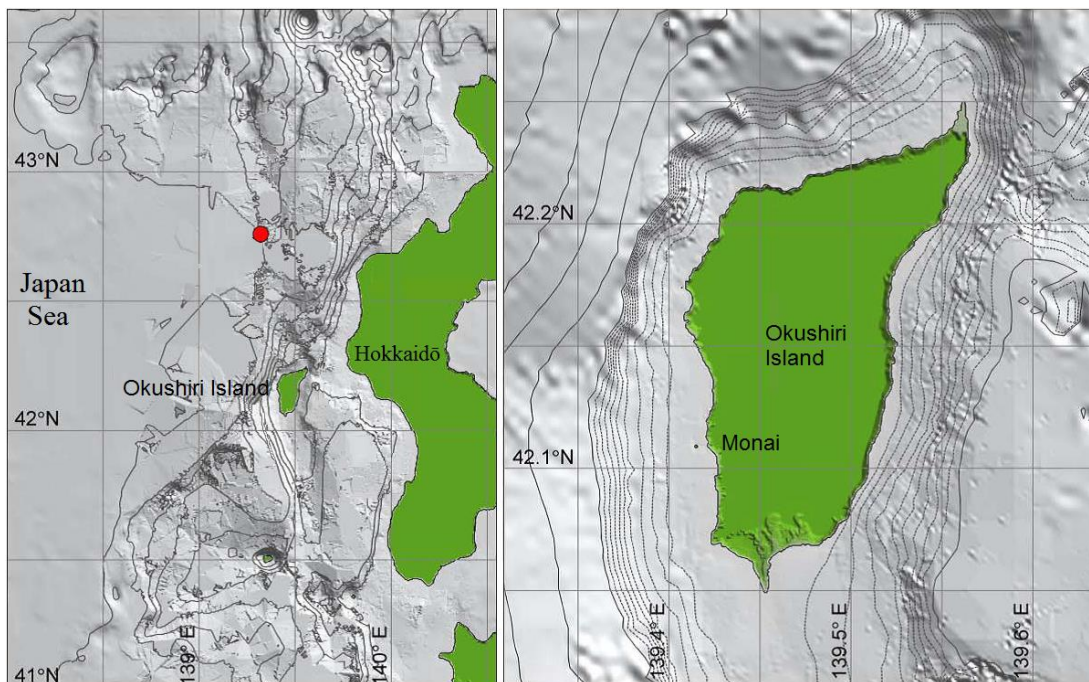 43°N
Japan
Sea
Hokkaidō
Okushiri Island
42°N
139° E
140° E
41°N
42.2°N
Okushiri
Island
Monai
42.1°N
139.4° E
139.5° E
139.6° E